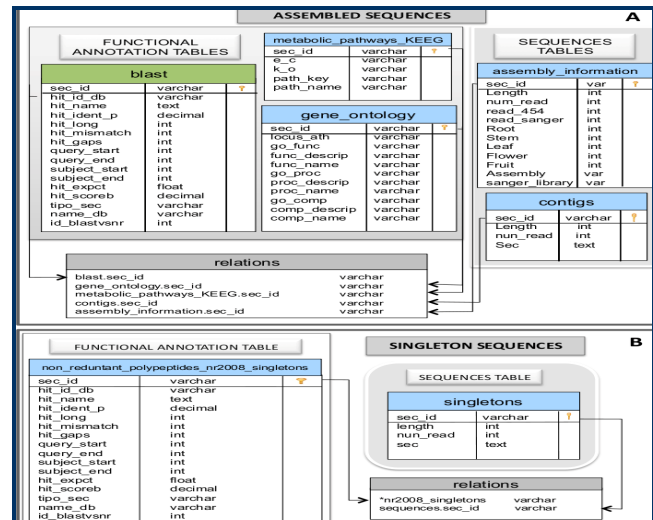 ASSEMBLED SEQUENCES
A
FUNCTIONAL
ANNOTATION TABLES
blast
sec_id varchar
hit_id_db varchar
hit_name text
hit_ident_p decimal
hit_long int
hit_mismatch int
hit_gaps int
query_start int
query_end int
subject_start int
subject_end int
hit_expct float
hit_scoreb decimal
tipo_sec varchar
name_db varchar
id_blastvsnr int
metabolic_pathways_KEEG
sec_id varchar
e_c varchar
k_o varchar
path_key varchar
path_name varchar
gene_ontology
sec_id varchar
locus_ath varchar
go_func varchar
func_descrip varchar
func_name varchar
go_proc varchar
proc_descrip varchar
proc_name varchar
go_comp varchar
comp_descrip varchar
comp_name varchar
SEQUENCES
TABLES
assembly_information
sec_id var
Length int
num_read int
read_454 int
read_sanger int
Root int
Stem int
Leaf int
Flower int
Fruit int
Assembly var
sanger_library var
contigs
sec_id varchar
Length int
nun_read int
Sec text
relations
blast.sec_id varchar
gene_ontology.sec_id varchar
metabolic_pathways_KEEG.sec_id varchar
contigs.sec_id varchar
assembly_information.sec_id varchar
FUNCTIONAL ANNOTATION TABLE
SINGLETON SEQUENCES
B
non_reduntant_polypeptides_nr2008_singletons
sec_id varchar
hit_id_db varchar
hit_name text
hit_ident_p decimal
hit_long int
hit_mismatch int
hit_gaps int
query_start int
query_end int
subject_start int
subject_end int
hit_expct float
hit_scoreb decimal
tipo_sec varchar
name_db varchar
id_blastvsnr int
SEQUENCES TABLE
singletons
sec_id varchar
length int
nun_read int
sec text
relations
*nr2008_singletons varchar
sequences.sec_id varchar